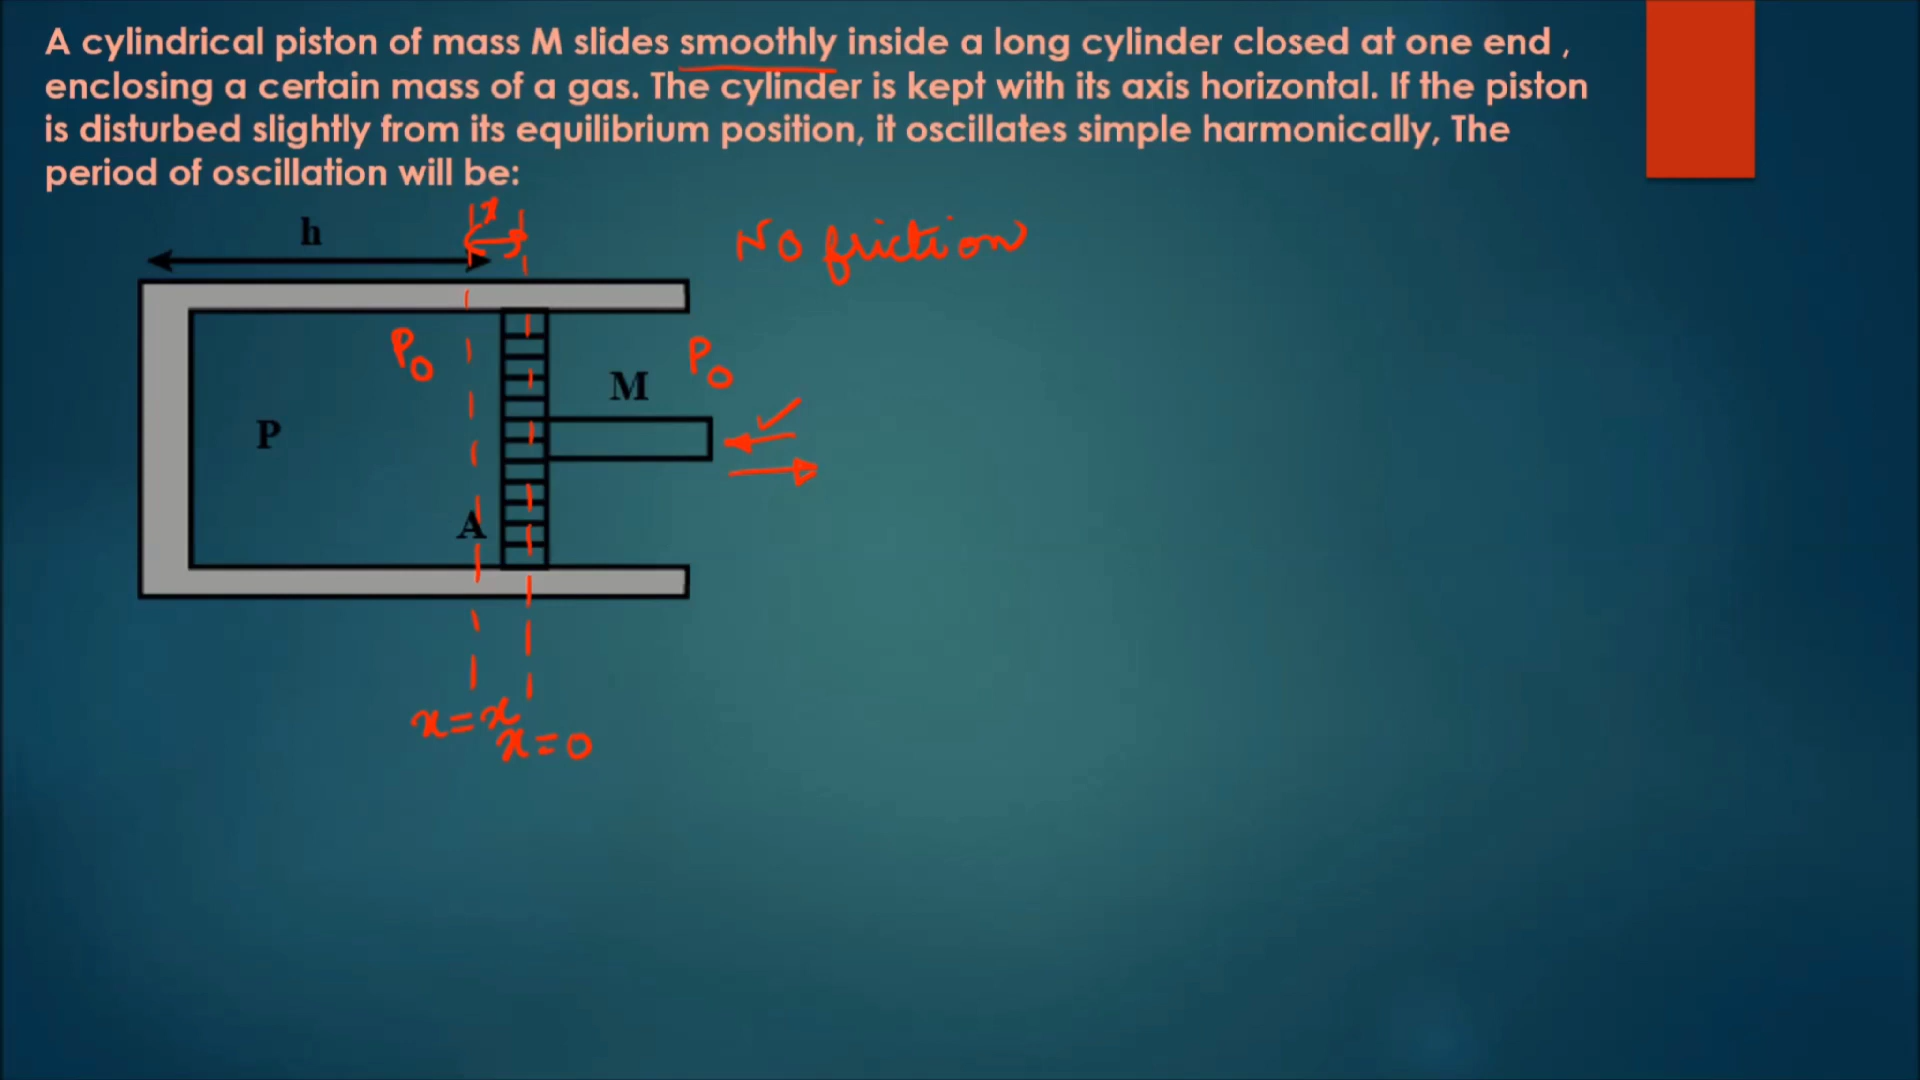 A cylindrical piston of mass M slides smoothly inside a long cylinder closed at one end ,
enclosing a certain mass of a gas. The cylinder is kept with its axis horizontal. If the piston
is disturbed slightly from its equilibrium position, it oscillates simple harmonically, The
period of oscillation will be:
x
h
No friction
P₀
P₀
M
P
A
x = x
x = 0